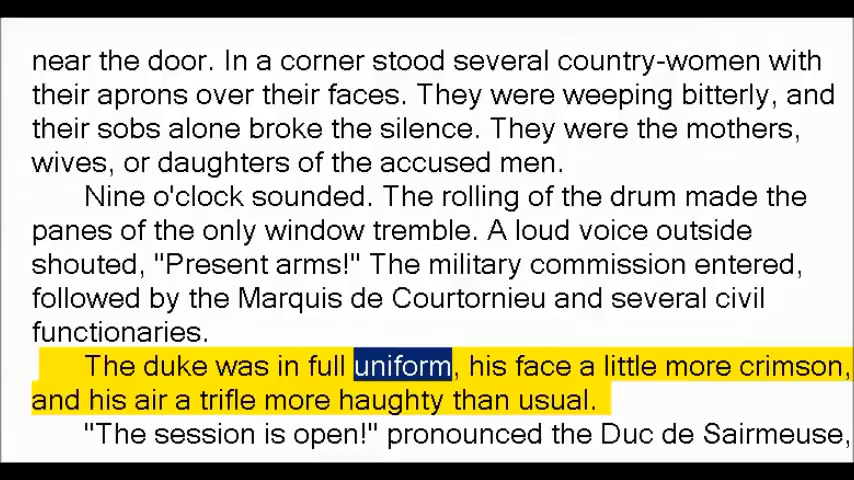 near the door. In a corner stood several country-women with
their aprons over their faces. They were weeping bitterly, and
their sobs alone broke the silence. They were the mothers,
wives, or daughters of the accused men.
Nine o'clock sounded. The rolling of the drum made the
panes of the only window tremble. A loud voice outside
shouted, "Present arms!" The military commission entered,
followed by the Marquis de Courtornieu and several civil
functionaries.
The duke was in full uniform, his face a little more crimson,
and his air a trifle more haughty than usual.
"The session is open!" pronounced the Duc de Sairmeuse,